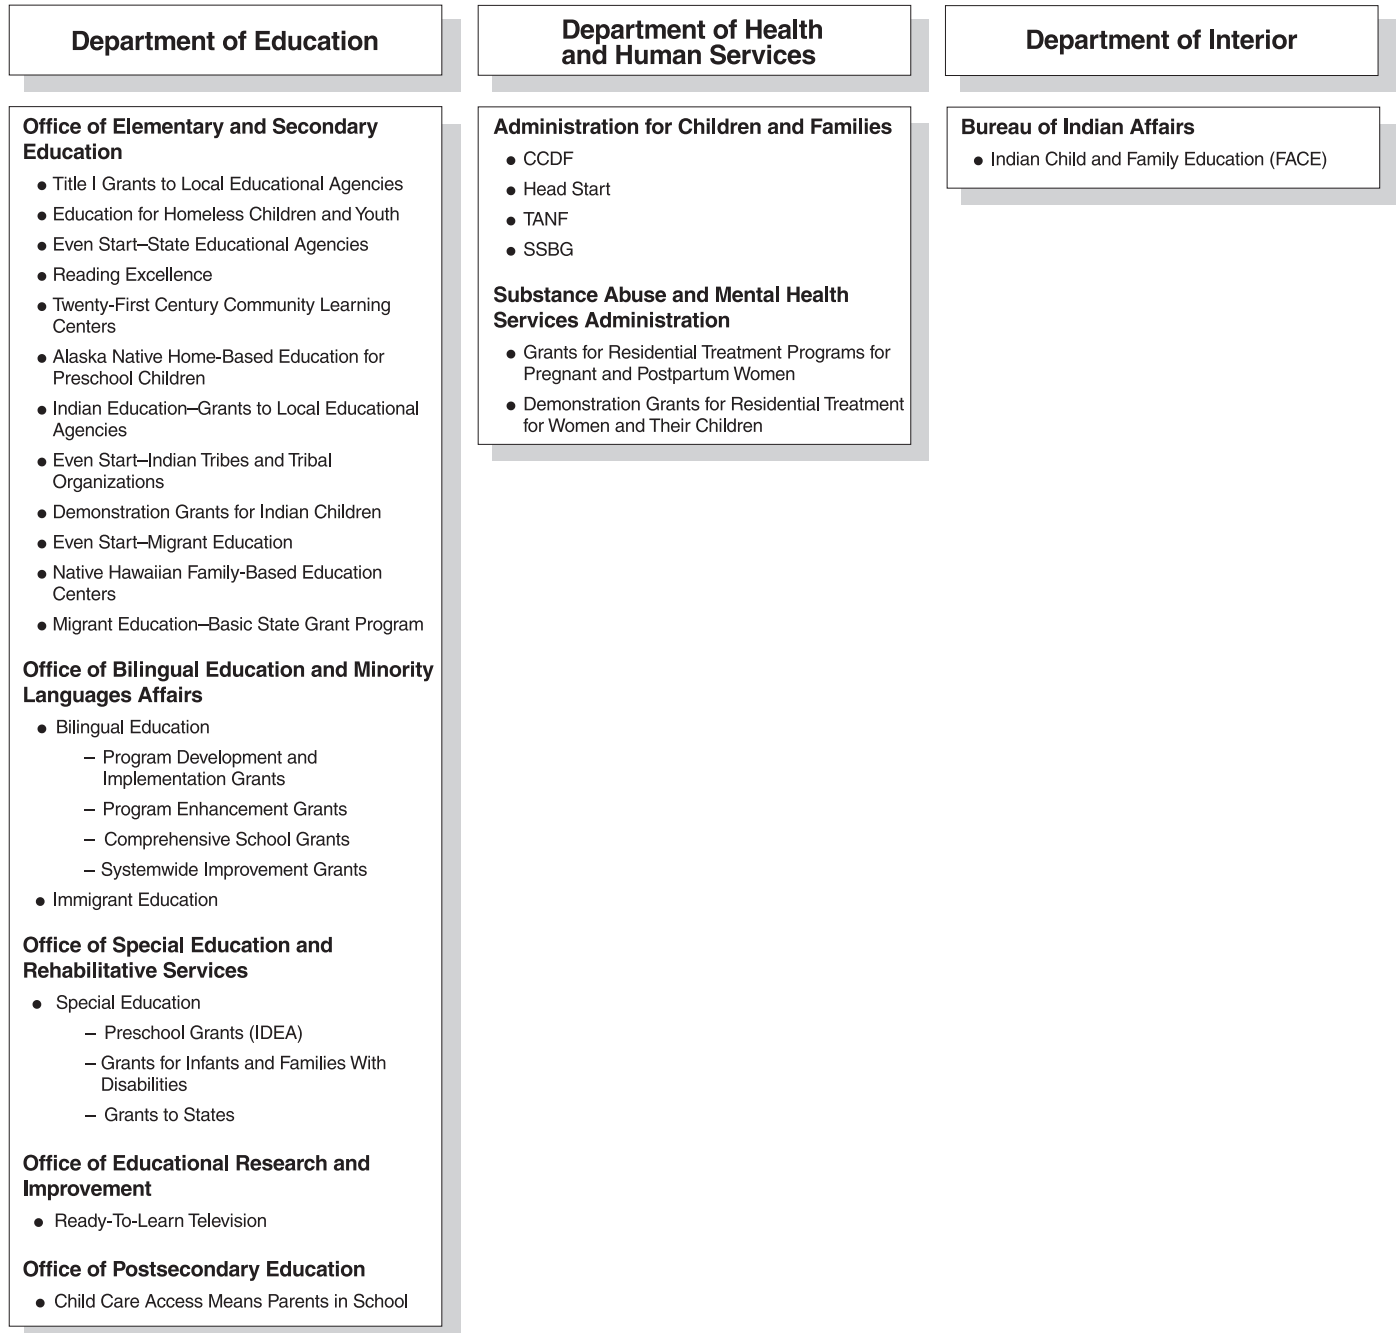 Department of Education
Office of Elementary and Secondary
Education
● Title I Grants to Local Educational Agencies
● Education for Homeless Children and Youth
● Even Start–State Educational Agencies
● Reading Excellence
● Twenty-First Century Community Learning
Centers
● Alaska Native Home-Based Education for
Preschool Children
● Indian Education–Grants to Local Educational
Agencies
● Even Start–Indian Tribes and Tribal
Organizations
● Demonstration Grants for Indian Children
● Even Start–Migrant Education
● Native Hawaiian Family-Based Education
Centers
● Migrant Education–Basic State Grant Program
Office of Bilingual Education and Minority
Languages Affairs
● Bilingual Education
– Program Development and
Implementation Grants
– Program Enhancement Grants
– Comprehensive School Grants
– Systemwide Improvement Grants
● Immigrant Education
Office of Special Education and
Rehabilitative Services
● Special Education
– Preschool Grants (IDEA)
– Grants for Infants and Families With
Disabilities
– Grants to States
Office of Educational Research and
Improvement
● Ready-To-Learn Television
Office of Postsecondary Education
● Child Care Access Means Parents in School
Department of Health
and Human Services
Administration for Children and Families
● CCDF
● Head Start
● TANF
● SSBG
Substance Abuse and Mental Health
Services Administration
● Grants for Residential Treatment Programs for
Pregnant and Postpartum Women
● Demonstration Grants for Residential Treatment
for Women and Their Children
Department of Interior
Bureau of Indian Affairs
● Indian Child and Family Education (FACE)